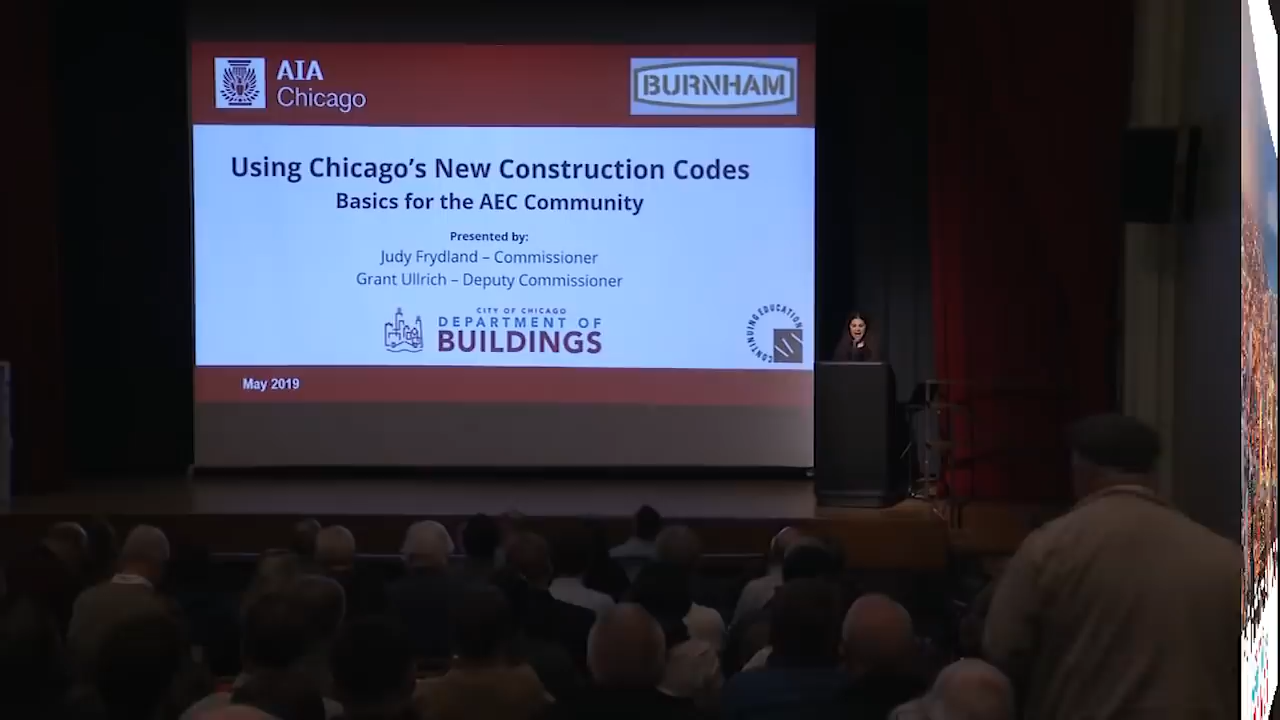 AIA
Chicago
BURNHAM
Using Chicago’s New Construction Codes
Basics for the AEC Community
Presented by:
Judy Frydland – Commissioner
Grant Ullrich – Deputy Commissioner
CITY OF CHICAGO
DEPARTMENT OF
BUILDINGS
CONTINUING EDUCATION
May 2019